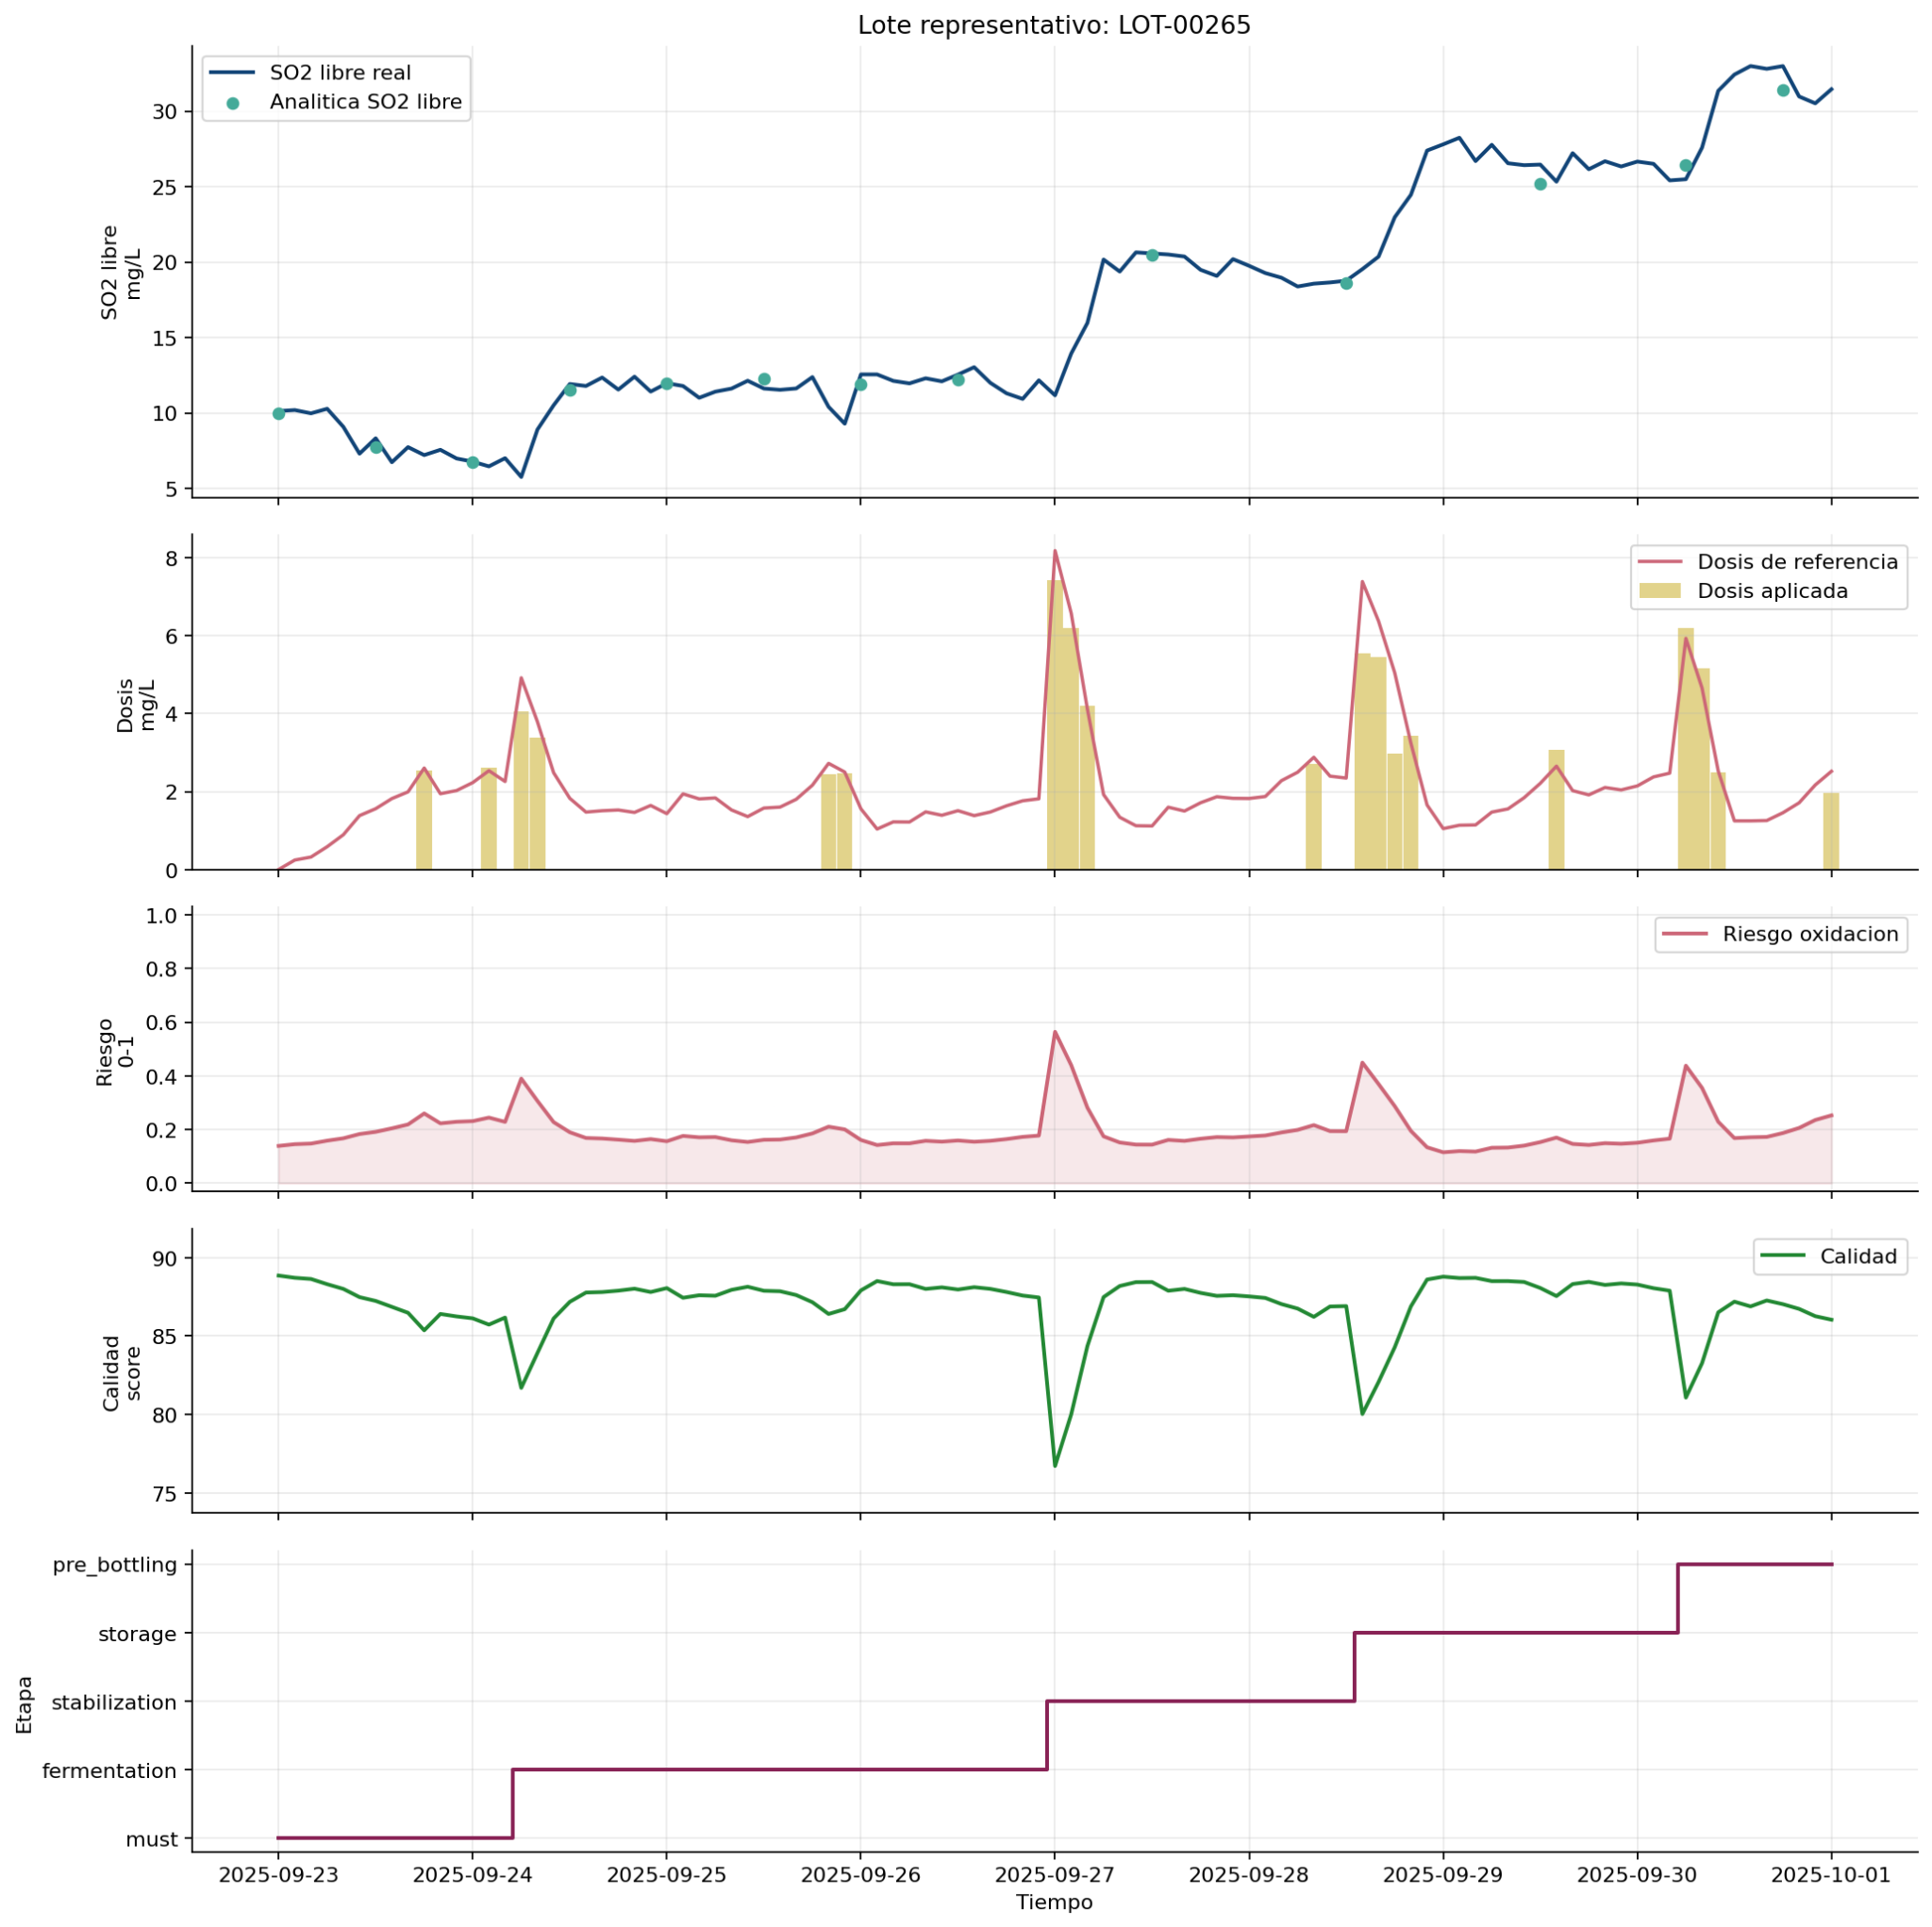 Lote representativo: LOT-00265
SO2 libre real
Analitica SO2 libre
30
25
20
15
10
5
SO2 libre
mg/L
Dosis de referencia
Dosis aplicada
8
6
4
2
0
Dosis
mg/L
Riesgo oxidacion
1.0
0.8
0.6
0.4
0.2
0.0
Riesgo
0-1
Calidad
90
85
80
75
Calidad
score
pre_bottling
storage
stabilization
fermentation
must
Etapa
2025-09-23 2025-09-24 2025-09-25 2025-09-26 2025-09-27 2025-09-28 2025-09-29 2025-09-30 2025-10-01
Tiempo